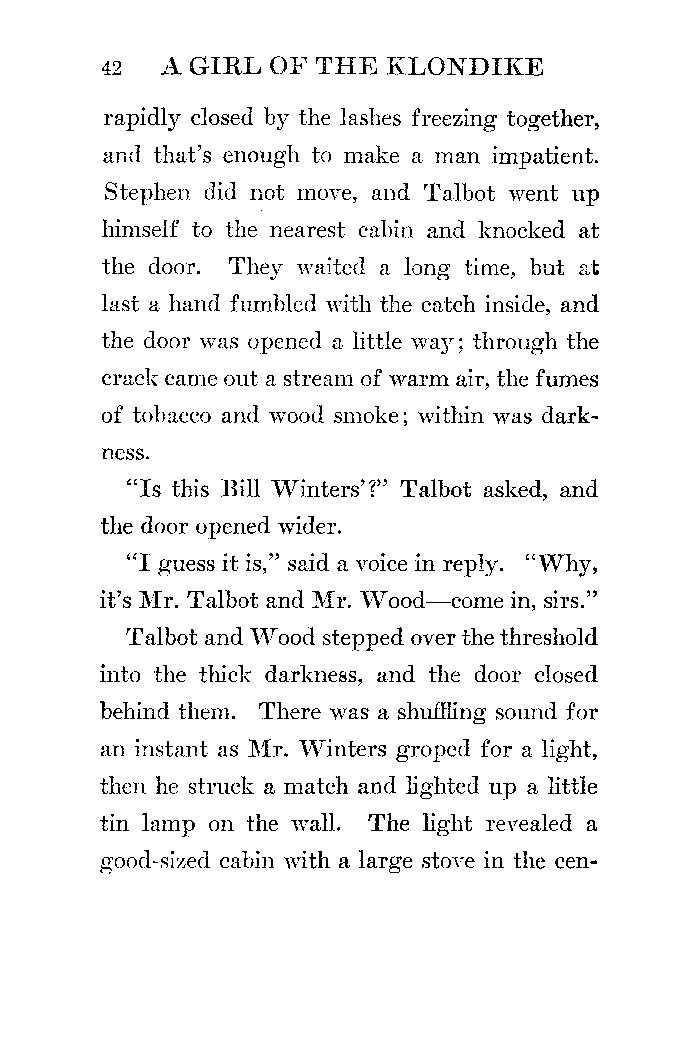 42 A GIRL OF THE KLONDIKE
rapidly closed by the lashes freezing together,
and that's enough to make a man impatient.
Stephen did not move, and Talbot went up
himself to the nearest cabin and knocked at
the door. They waited a long time, but at
last a hand fumbled with the catch inside, and
the door was opened a little way; through the
crack came out a stream of warm air, the fumes
of tobacco and wood smoke; within was dark-
ness.
“Is this Bill Winters'?” Talbot asked, and
the door opened wider.
“I guess it is,” said a voice in reply. “Why,
it's Mr. Talbot and Mr. Wood—come in, sirs.”
Talbot and Wood stepped over the threshold
into the thick darkness, and the door closed
behind them. There was a shuffling sound for
an instant as Mr. Winters groped for a light,
then he struck a match and lighted up a little
tin lamp on the wall. The light revealed a
good-sized cabin with a large stove in the cen-